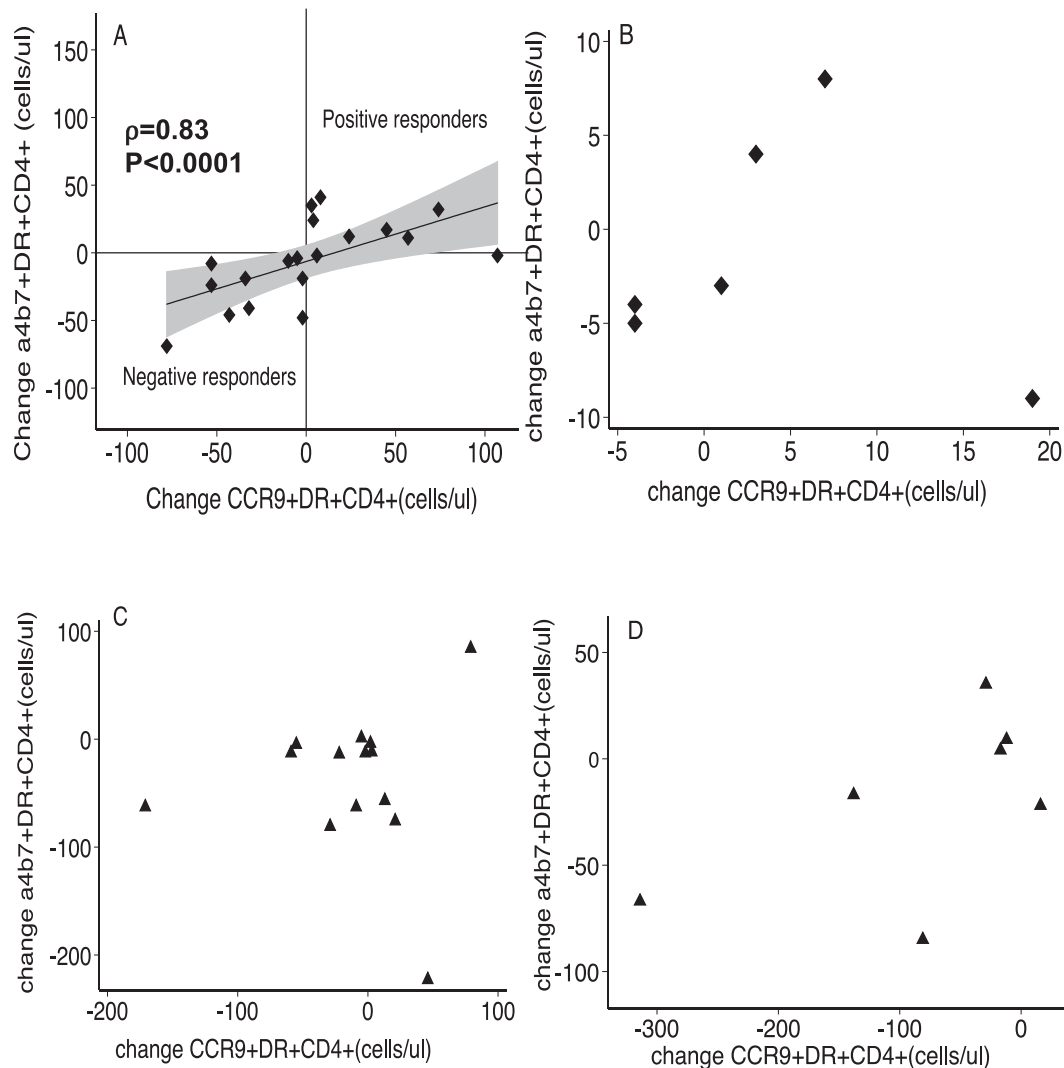 A
Change a4b7+DR+CD4+ (cells/ul)
150
100
50
0
-50
-100
ρ=0.83
P<0.0001
Positive responders
Negative responders
-100 -50 0 50 100
Change CCR9+DR+CD4+(cells/ul)
B
change a4b7+DR+CD4+(cells/ul)
10
5
0
-5
-10
-5 0 5 10 15 20
change CCR9+DR+CD4+(cells/ul)
C
change a4b7+DR+CD4+(cells/ul)
100
0
-100
-200
-200 -100 0 100
change CCR9+DR+CD4+(cells/ul)
D
change a4b7+DR+CD4+(cells/ul)
50
0
-50
-100
-300 -200 -100 0
change CCR9+DR+CD4+(cells/ul)